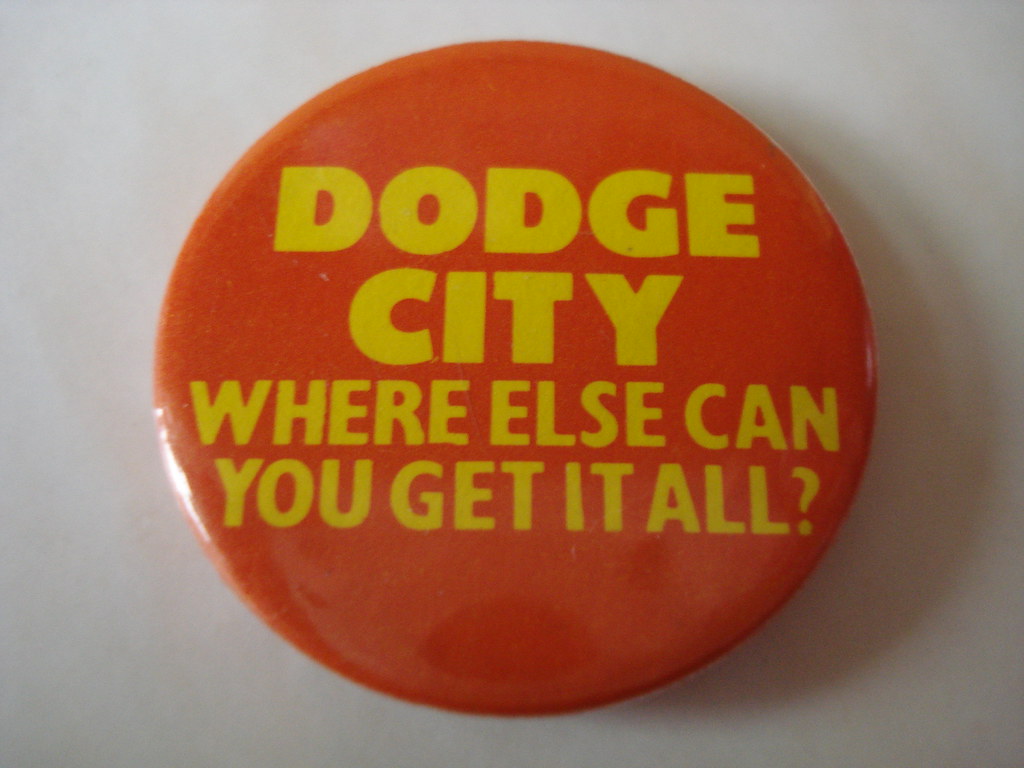 DODGE
CITY
WHERE ELSE CAN
YOU GET IT ALL?